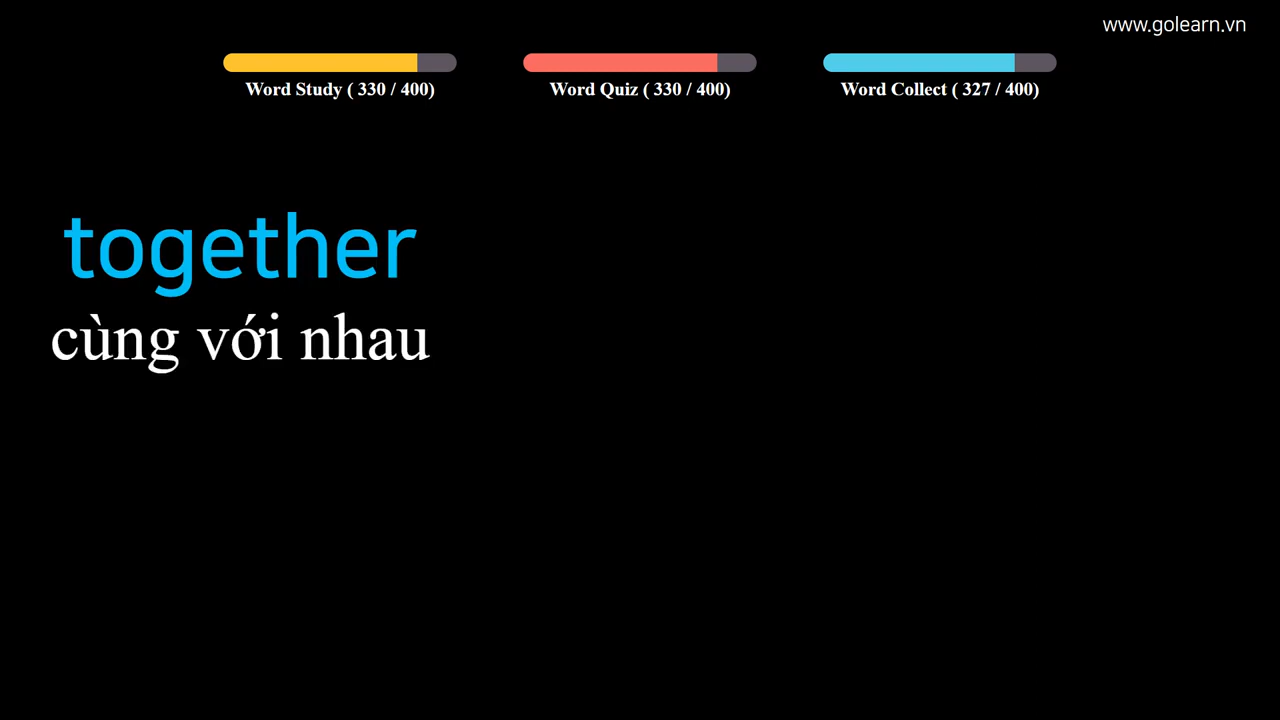 www.golearn.vn
Word Study ( 330 / 400)
Word Quiz ( 330 / 400)
Word Collect ( 327 / 400)
together
cùng với nhau